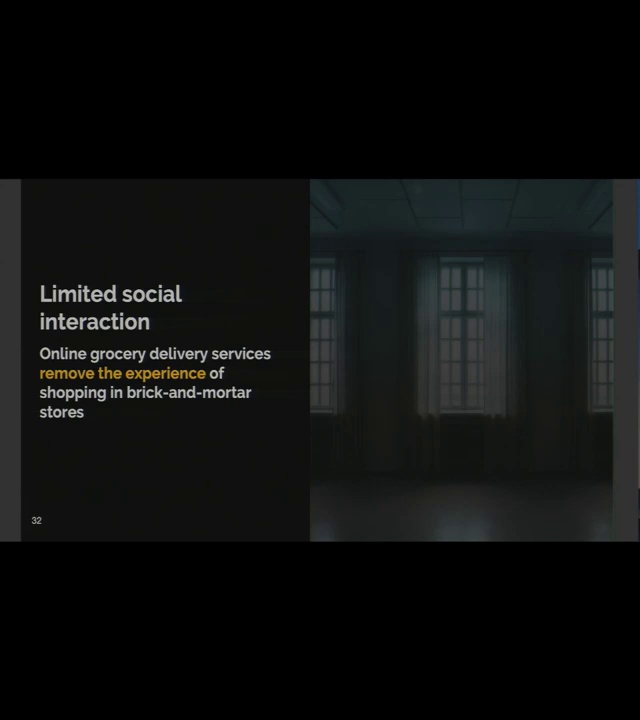 Limited social
interaction
Online grocery delivery services
remove the experience of
shopping in brick-and-mortar
stores
32